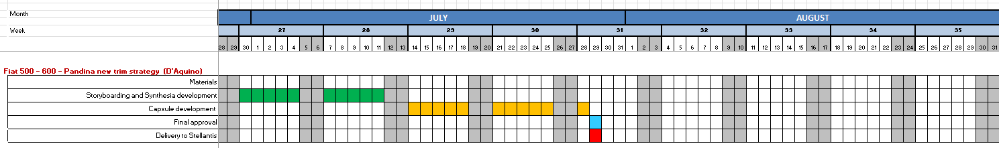 Month JULY AUGUST
Week 27 28 29 30 31 32 33 34 35
28 29 30 1 2 3 4 5 6 7 8 9 10 11 12 13 14 15 16 17 18 19 20 21 22 23 24 25 26 27 28 29 30 31 1 2 3 4 5 6 7 8 9 10 11 12 13 14 15 16 17 18 19 20 21 22 23 24 25 26 27 28 29 30 31
Fiat 500 - 600 - Pandina new trim strategy (D'Aquino)
Materials
Storyboarding and Synthesia development
Capsule development
Final approval
Delivery to Stellantis